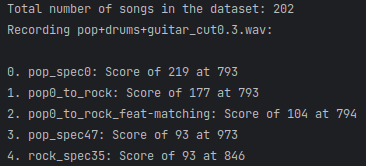 Total number of songs in the dataset: 202
Recording pop+drums+guitar_cut0.3.wav:
0. pop_spec0: Score of 219 at 793
1. pop0_to_rock: Score of 177 at 793
2. pop0_to_rock_feat-matching: Score of 104 at 794
3. pop_spec47: Score of 93 at 973
4. rock_spec35: Score of 93 at 846